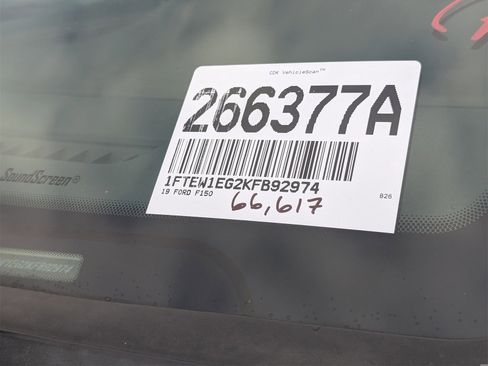 CDK VehicleScan™
266377A
1FTEW1EG2KFB92974
19 FORD F150
B26
66,617
SoundScreen®